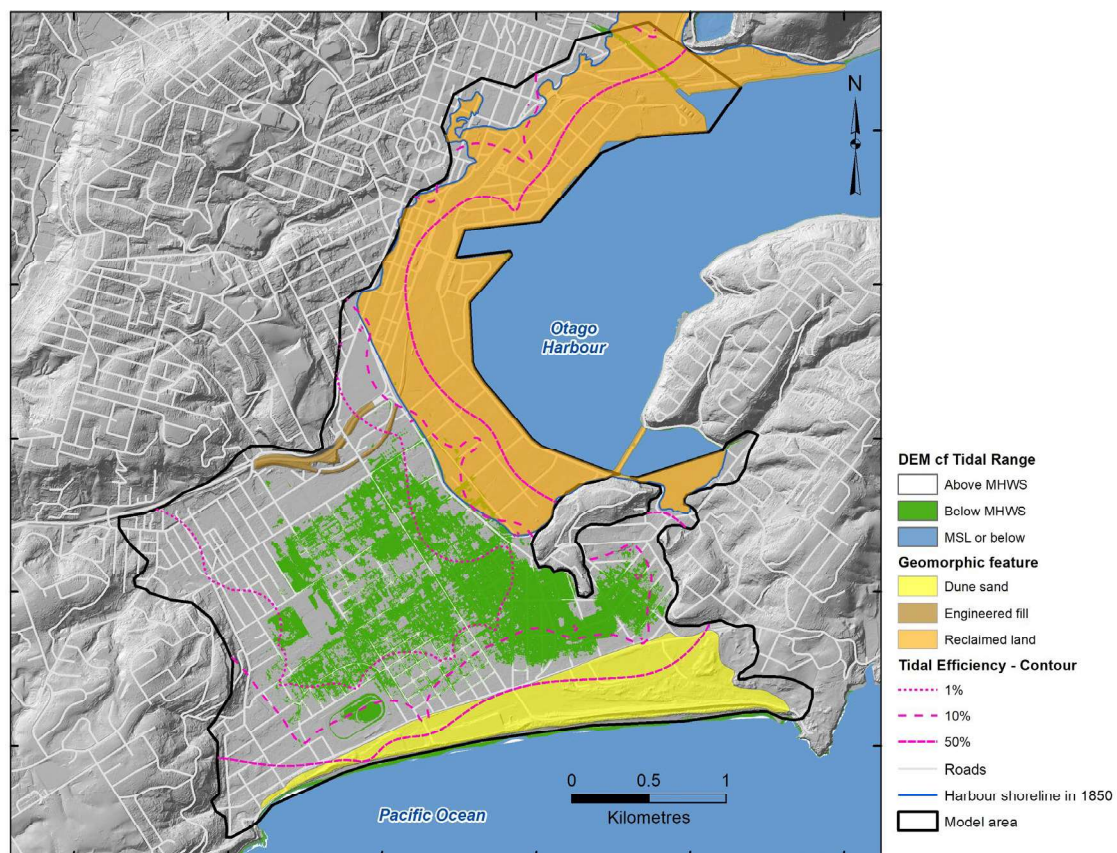 N
Otago
Harbour
Pacific Ocean
0 0.5 1
Kilometres
DEM cf Tidal Range
Above MHWS
Below MHWS
MSL or below
Geomorphic feature
Dune sand
Engineered fill
Reclaimed land
Tidal Efficiency - Contour
1%
10%
50%
Roads
Harbour shoreline in 1850
Model area